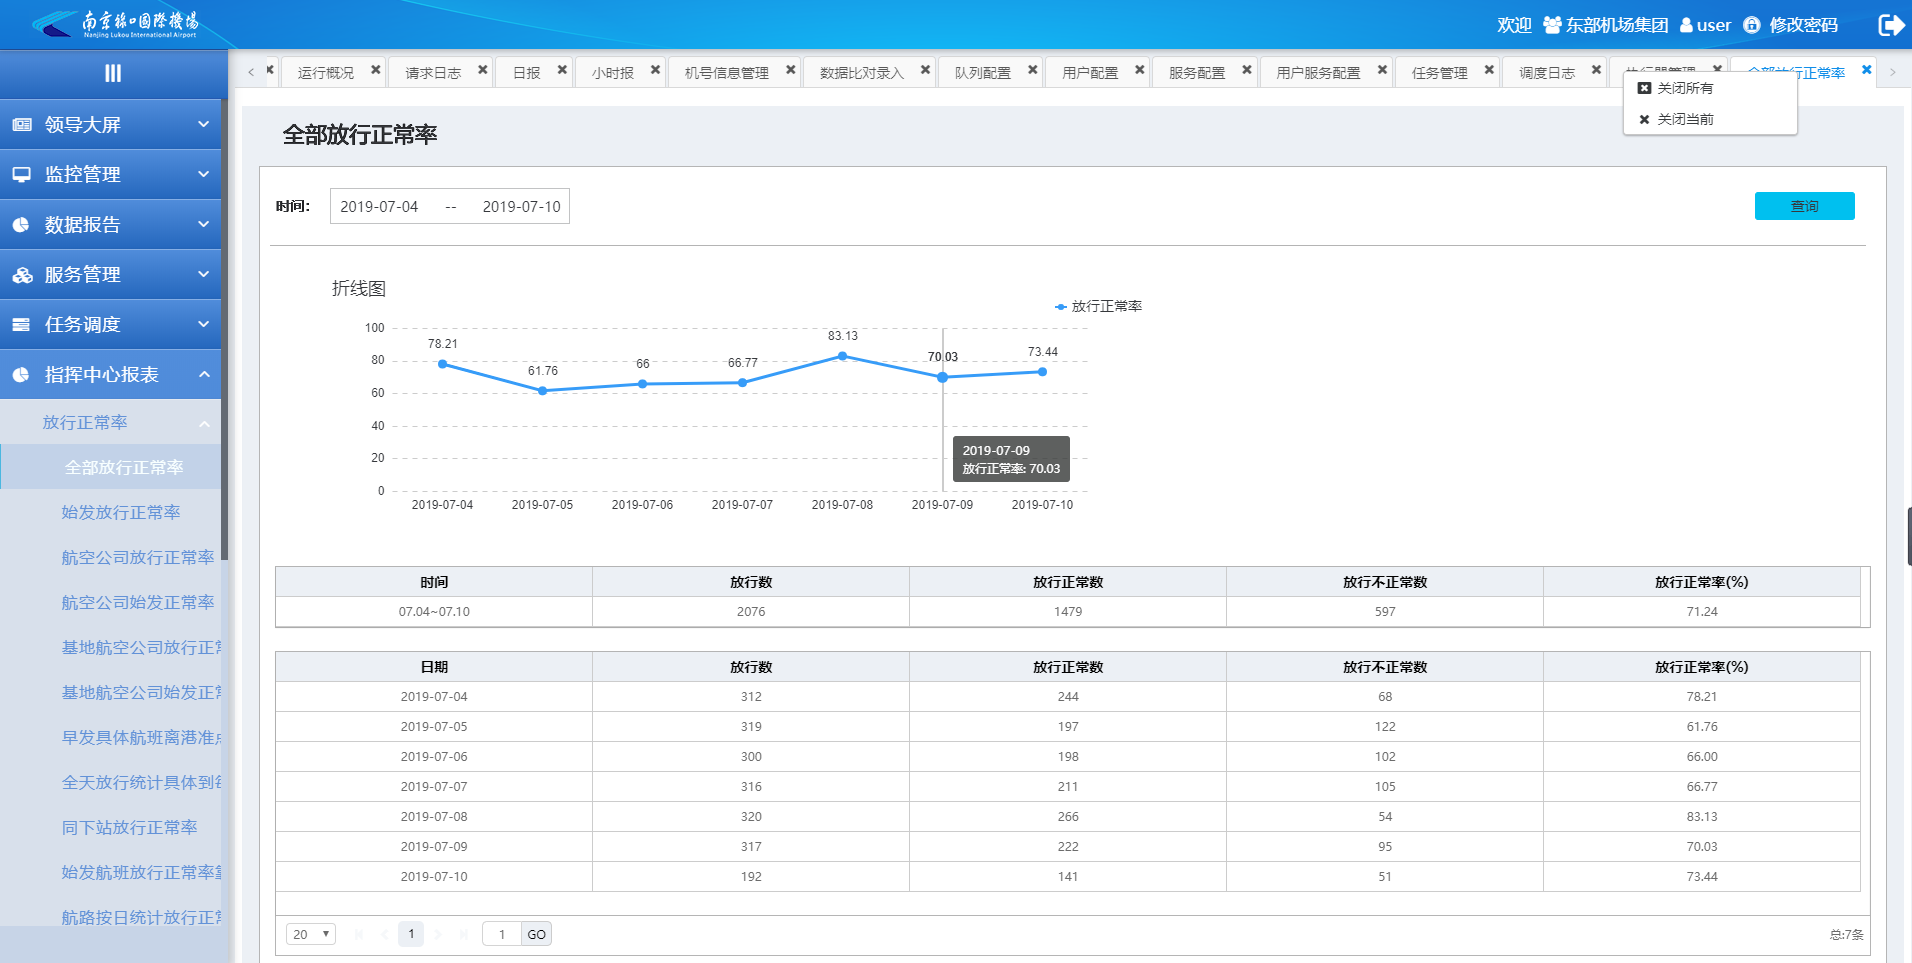 南京禄口國際機場
Nanjing Lukou International Airport
欢迎 东部机场集团 user 修改密码
运行概况 请求日志 日报 小时报 机号信息管理 数据比对录入 队列配置 用户配置 服务配置 用户服务配置 任务管理 调度日志 全部放行正常率
关闭所有
关闭当前
领导大屏
监控管理
数据报告
服务管理
任务调度
指挥中心报表
放行正常率
全部放行正常率
始发放行正常率
航空公司放行正常率
航空公司始发正常率
基地航空公司放行正常
基地航空公司始发正常
早发具体航班离港准点
全天放行统计具体到每
同下站放行正常率
始发航班放行正常率
航路按日统计放行正常
全部放行正常率
时间: 2019-07-04 -- 2019-07-10 查询
折线图
放行正常率
100
80
60
40
20
0
78.21 61.76 66 66.77 83.13 70.03 73.44
2019-07-09
放行正常率: 70.03
2019-07-04 2019-07-05 2019-07-06 2019-07-07 2019-07-08 2019-07-09 2019-07-10
时间 放行数 放行正常数 放行不正常数 放行正常率(%)
07.04~07.10 2076 1479 597 71.24
日期 放行数 放行正常数 放行不正常数 放行正常率(%)
2019-07-04 312 244 68 78.21
2019-07-05 319 197 122 61.76
2019-07-06 300 198 102 66.00
2019-07-07 316 211 105 66.77
2019-07-08 320 266 54 83.13
2019-07-09 317 222 95 70.03
2019-07-10 192 141 51 73.44
20 1 1 GO 总:7条